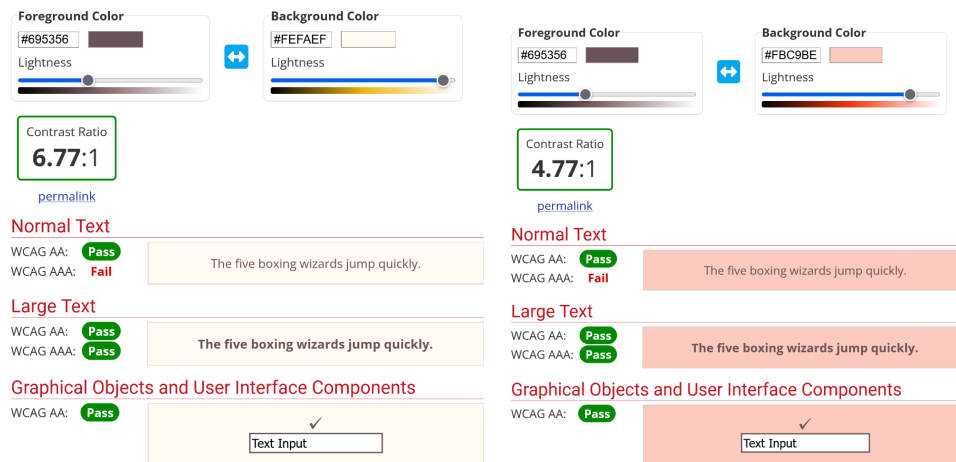 Foreground Color
#695356
Lightness
Background Color
#FEFAEF
Lightness
Contrast Ratio
6.77:1
permalink
Normal Text
WCAG AA: Pass
WCAG AAA: Fail
The five boxing wizards jump quickly.
Large Text
WCAG AA: Pass
WCAG AAA: Pass
The five boxing wizards jump quickly.
Graphical Objects and User Interface Components
WCAG AA: Pass
Text Input
Foreground Color
#695356
Lightness
Background Color
#FBC9BE
Lightness
Contrast Ratio
4.77:1
permalink
Normal Text
WCAG AA: Pass
WCAG AAA: Fail
The five boxing wizards jump quickly.
Large Text
WCAG AA: Pass
WCAG AAA: Pass
The five boxing wizards jump quickly.
Graphical Objects and User Interface Components
WCAG AA: Pass
Text Input